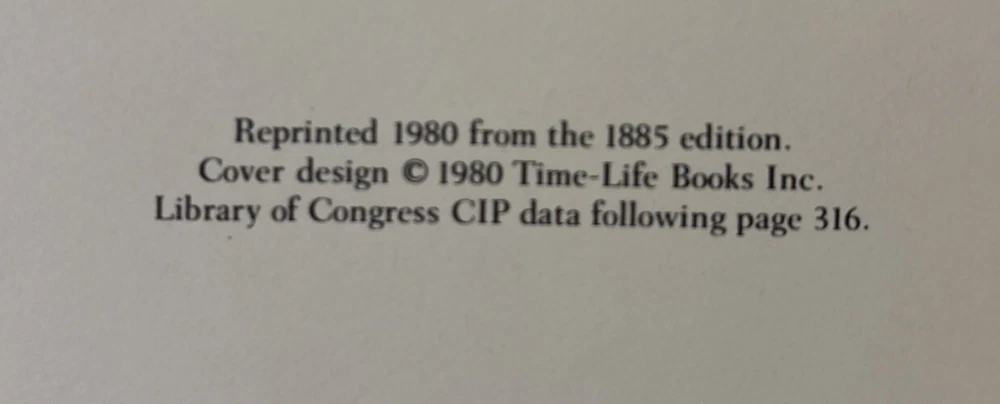 Reprinted 1980 from the 1885 edition.
Cover design © 1980 Time-Life Books Inc.
Library of Congress CIP data following page 316.